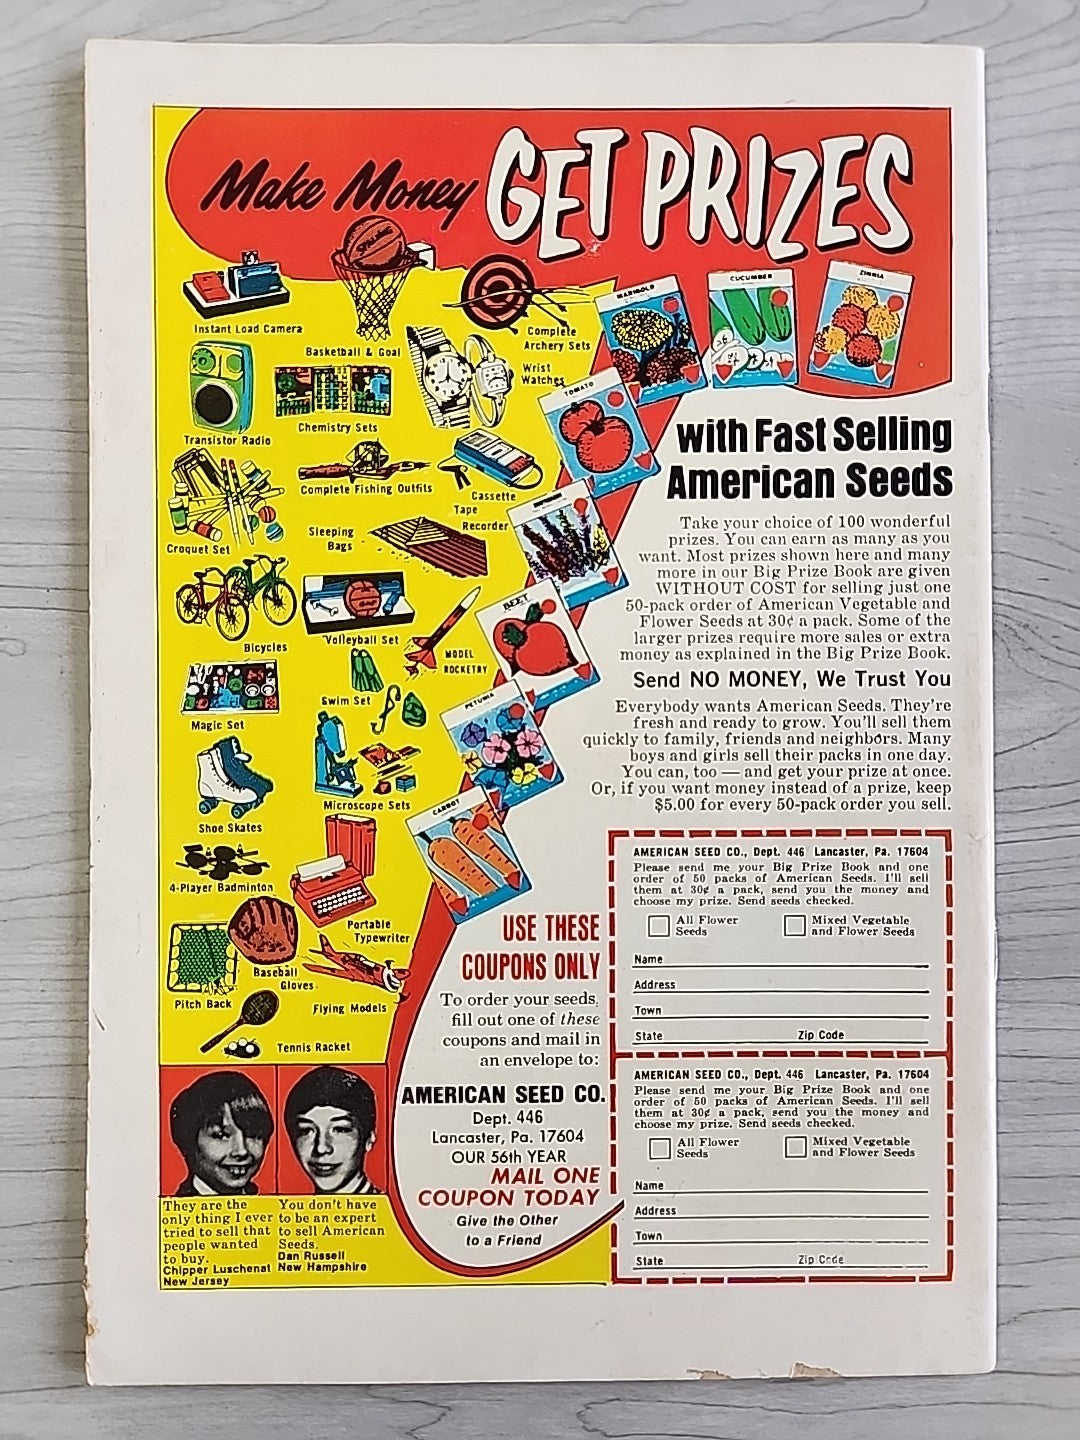 Make Money GET PRIZES
SPALDING
Instant Load Camera
Basketball & Goal
Complete
Archery Sets
MARIGOLD
CUCUMBER
ZINNIA
Wrist
Watches
TOMATO
Transistor Radio
Chemistry Sets
Complete Fishing Outfits
Cassette
Tape
Recorder
Croquet Set
Sleeping
Bags
BEET
Bicycles
Volleyball Set
MODEL
ROCKETRY
PETUNIA
Magic Set
Swim Set
Microscope Sets
CARROT
Shoe Skates
4-Player Badminton
Portable
Typewriter
Baseball
Gloves
Pitch Back
Flying Models
Tennis Racket
with Fast Selling
American Seeds
Take your choice of 100 wonderful
prizes. You can earn as many as you
want. Most prizes shown here and many
more in our Big Prize Book are given
WITHOUT COST for selling just one
50-pack order of American Vegetable and
Flower Seeds at 30¢ a pack. Some of the
larger prizes require more sales or extra
money as explained in the Big Prize Book.
Send NO MONEY, We Trust You
Everybody wants American Seeds. They're
fresh and ready to grow. You'll sell them
quickly to family, friends and neighbors. Many
boys and girls sell their packs in one day.
You can, too — and get your prize at once.
Or, if you want money instead of a prize, keep
$5.00 for every 50-pack order you sell.
USE THESE
COUPONS ONLY
To order your seeds,
fill out one of these
coupons and mail in
an envelope to:
AMERICAN SEED CO.
Dept. 446
Lancaster, Pa. 17604
OUR 56th YEAR
MAIL ONE
COUPON TODAY
Give the Other
to a Friend
AMERICAN SEED CO., Dept. 446 Lancaster, Pa. 17604
Please send me your Big Prize Book and one
order of 50 packs of American Seeds. I'll sell
them at 30¢ a pack, send you the money and
choose my prize. Send seeds checked.
All Flower
Seeds
Mixed Vegetable
and Flower Seeds
Name
Address
Town
State Zip Code
AMERICAN SEED CO., Dept. 446 Lancaster, Pa. 17604
Please send me your Big Prize Book and one
order of 50 packs of American Seeds. I'll sell
them at 30¢ a pack, send you the money and
choose my prize. Send seeds checked.
All Flower
Seeds
Mixed Vegetable
and Flower Seeds
Name
Address
Town
State Zip Code
They are the
only thing I ever
tried to sell that
people wanted
to buy.
Chipper Luschenat
New Jersey
You don't have
to be an expert
to sell American
Seeds.
Dan Russell
New Hampshire